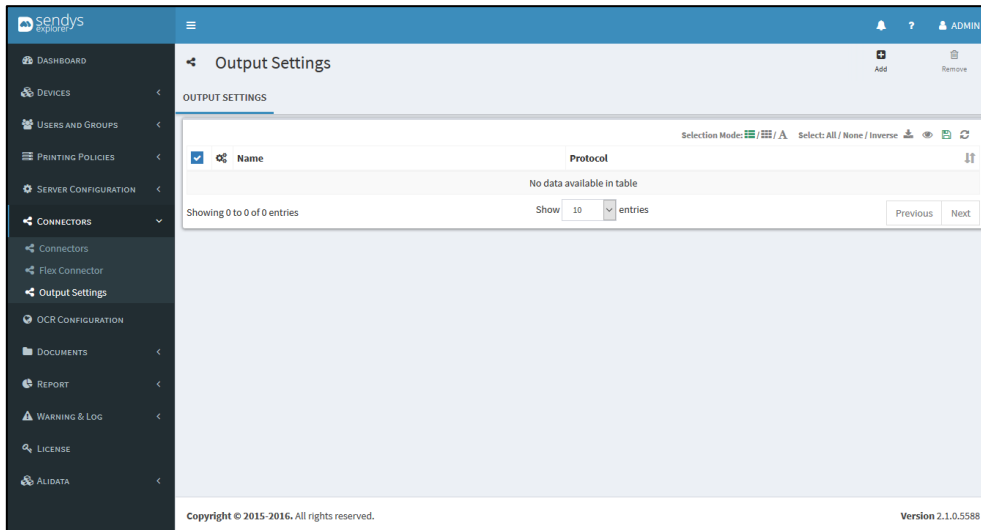 sendys
explorer
ADMIN
DASHBOARD
DEVICES
USERS AND GROUPS
PRINTING POLICIES
SERVER CONFIGURATION
CONNECTORS
Connectors
Flex Connector
Output Settings
OCR CONFIGURATION
DOCUMENTS
REPORT
WARNING & LOG
LICENSE
ALIDATA
Output Settings
Add
Remove
OUTPUT SETTINGS
Selection Mode: / / A Select: All / None / Inverse
Name Protocol
No data available in table
Showing 0 to 0 of 0 entries
Show 10 entries
Previous Next
Copyright © 2015-2016. All rights reserved.
Version 2.1.0.5588